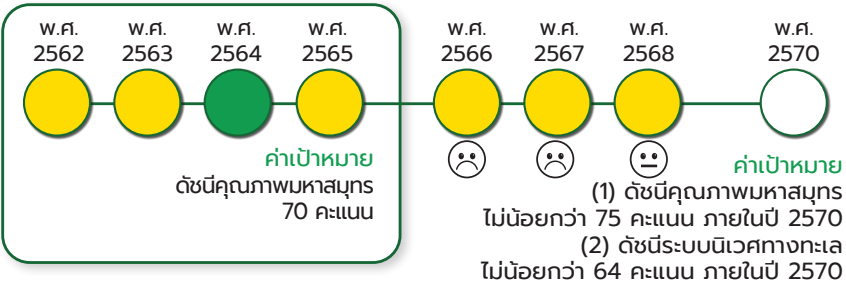 พ.ศ. พ.ศ. พ.ศ. พ.ศ. พ.ศ. พ.ศ. พ.ศ. พ.ศ.
2562 2563 2564 2565 2566 2567 2568 2570
ค่าเป้าหมาย
ดัชนีคุณภาพมหาสมุทร
70 คะแนน
ค่าเป้าหมาย
(1) ดัชนีคุณภาพมหาสมุทร
ไม่น้อยกว่า 75 คะแนน ภายในปี 2570
(2) ดัชนีระบบนิเวศทางทะเล
ไม่น้อยกว่า 64 คะแนน ภายในปี 2570